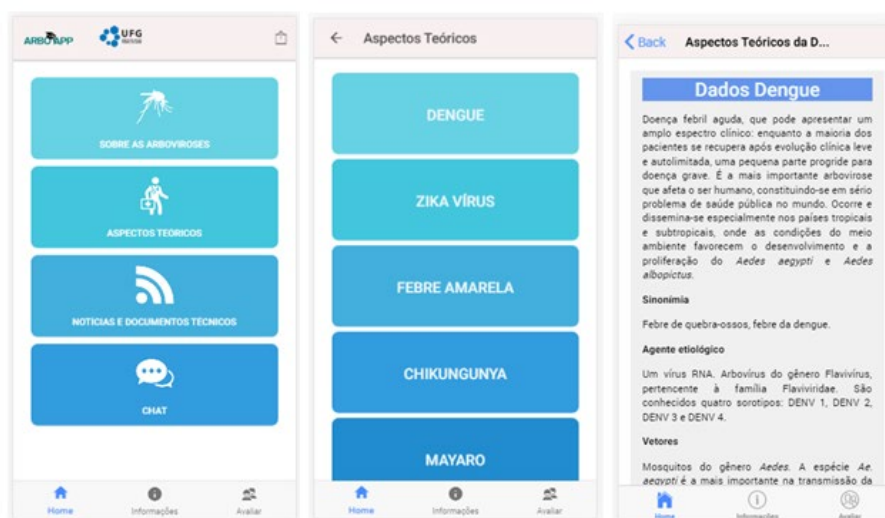 ARBOAPP
UFG
SOBRE AS ARBOVIROSES
ASPECTOS TEÓRICOS
NOTÍCIAS E DOCUMENTOS TÉCNICOS
CHAT
Home
Informações
Avaliar
Aspectos Teóricos
DENGUE
ZIKA VÍRUS
FEBRE AMARELA
CHIKUNGUNYA
MAYARO
Home
Informações
Avaliar
Back
Aspectos Teóricos da D...
Dados Dengue
Doença febril aguda, que pode apresentar um
amplo espectro clínico: enquanto a maioria dos
pacientes se recupera após evolução clínica leve
e autolimitada, uma pequena parte progride para
doença grave. É a mais importante arbovirose
que afeta o ser humano, constituindo-se em sério
problema de saúde pública no mundo. Ocorre e
dissemina-se especialmente nos países tropicais
e subtropicais, onde as condições do meio
ambiente favorecem o desenvolvimento e a
proliferação do Aedes aegypti e Aedes
albopictus.
Sinonímia
Febre de quebra-ossos, febre da dengue.
Agente etiológico
Um vírus RNA. Arbovírus do gênero Flavivírus,
pertencente à família Flaviviridae. São
conhecidos quatro sorotipos: DENV 1, DENV 2,
DENV 3 e DENV 4.
Vetores
Mosquitos do gênero Aedes. A espécie Ae.
aegypti é a mais importante na transmissão da
Home
Informações
Avaliar